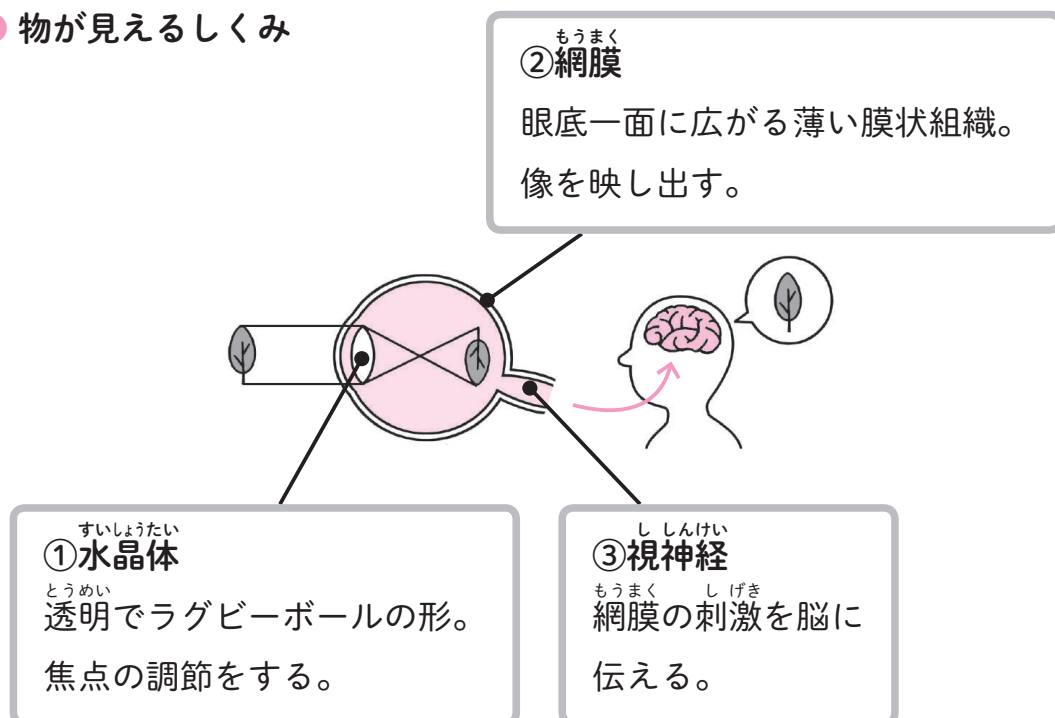 物が見えるしくみ
もうまく
②網膜
眼底一面に広がる薄い膜状組織。
像を映し出す。
すいしょうたい
①水晶体
とうめい
透明でラグビーボールの形。
焦点の調節をする。
ししんけい
③視神経
もうまく しげき
網膜の刺激を脳に
伝える。